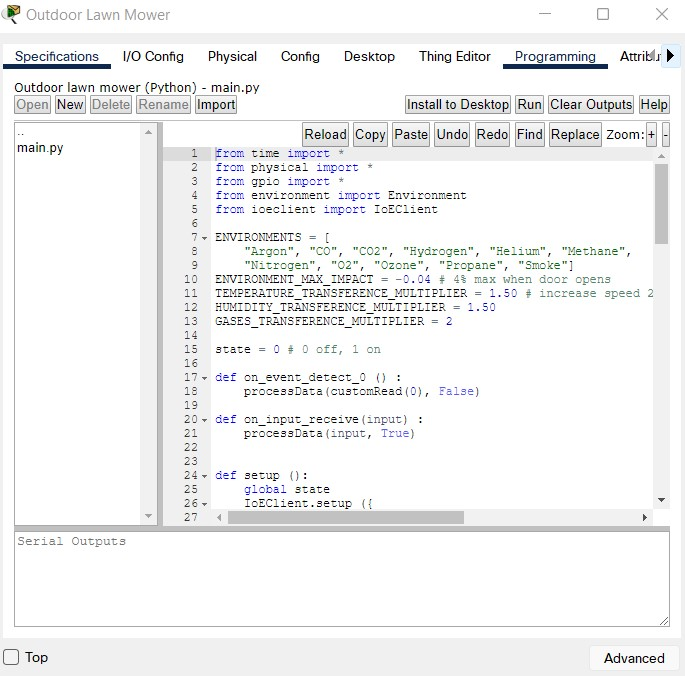 Outdoor Lawn Mower
Specifications I/O Config Physical Config Desktop Thing Editor Programming
Outdoor lawn mower (Python) - main.py
Open New Delete Rename Import Install to Desktop Run Clear Outputs Help
Reload Copy Paste Undo Redo Find Replace Zoom: + -
..
main.py
1 from time import *
2 from physical import *
3 from gpio import *
4 from environment import Environment
5 from ioeclient import IoEClient
6
7 ENVIRONMENTS = [
8 "Argon", "CO", "CO2", "Hydrogen", "Helium", "Methane",
9 "Nitrogen", "O2", "Ozone", "Propane", "Smoke"]
10 ENVIRONMENT_MAX_IMPACT = -0.04 # 4% max when door opens
11 TEMPERATURE_TRANSFERENCE_MULTIPLIER = 1.50 # increase speed 2
12 HUMIDITY_TRANSFERENCE_MULTIPLIER = 1.50
13 GASES_TRANSFERENCE_MULTIPLIER = 2
14
15 state = 0 # 0 off, 1 on
16
17 def on_event_detect_0 () :
18 processData(customRead(0), False)
19
20 def on_input_receive(input) :
21 processData(input, True)
22
23
24 def setup ():
25 global state
26 IoEClient.setup ({
27
Serial Outputs
Top
Advanced